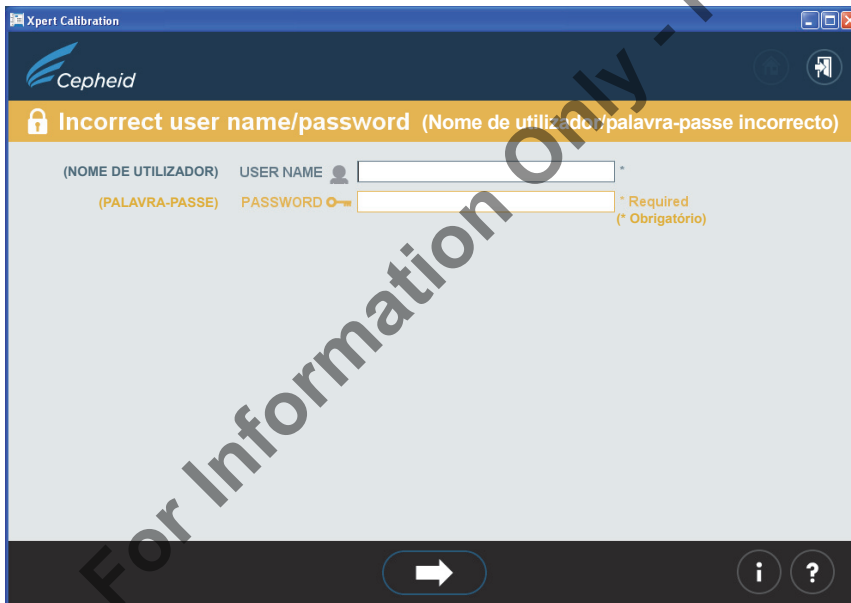 Xpert Calibration
Cepheid
Incorrect user name/password (Nome de utilizador/palavra-passe incorrecto)
(NOME DE UTILIZADOR) USER NAME *
(PALAVRA-PASSE) PASSWORD * Required
(* Obrigatório)
i ?
For Information Only -